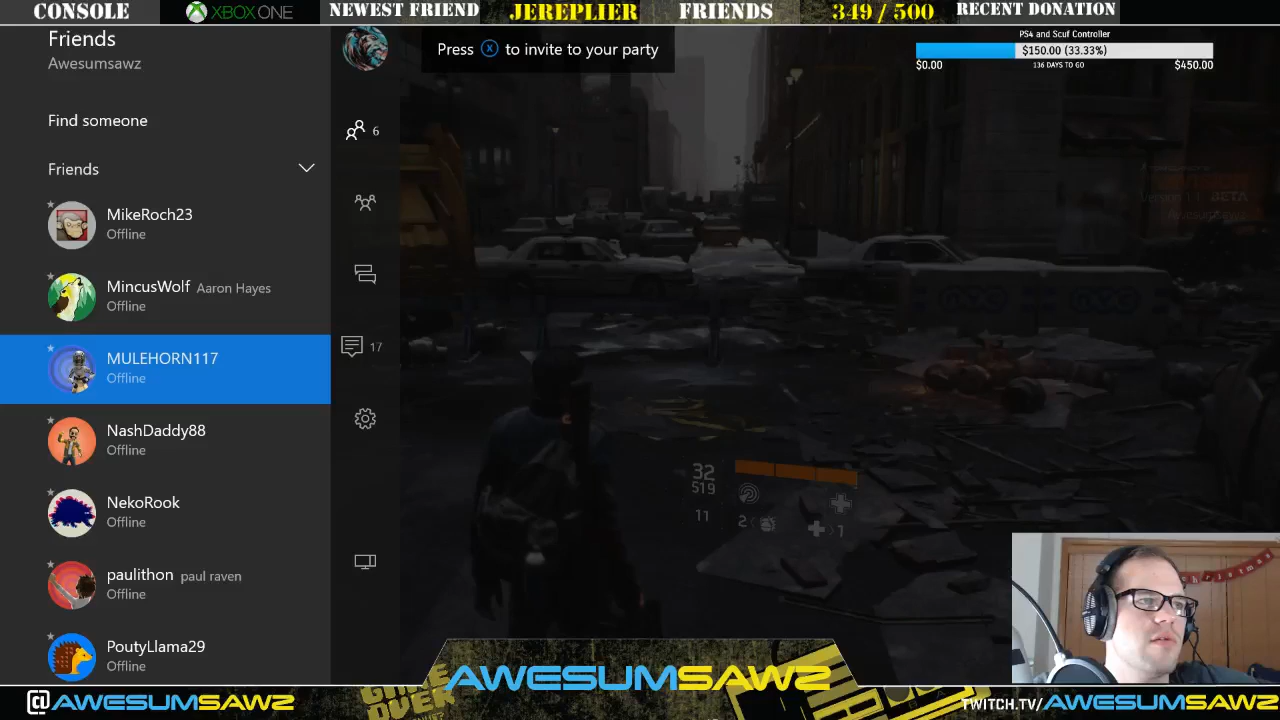 CONSOLE
XBOX ONE
NEWEST FRIEND
JEREPLIER
FRIENDS
349 / 500
RECENT DONATION
Friends
Awesumsawz
Press X to invite to your party
PS4 and Scuf Controller
$150.00 (33.33%)
$0.00
136 DAYS TO GO
$450.00
Find someone
6
Friends
MikeRoch23
Offline
MincusWolf Aaron Hayes
Offline
17
MULEHORN117
Offline
NashDaddy88
Offline
NekoRook
Offline
paulithon paul raven
Offline
PoutyLlama29
Offline
BETA
32
519
11
2
1
AWESUMSAWZ
@AWESUMSAWZ
TWITCH.TV/AWESUMSAWZ